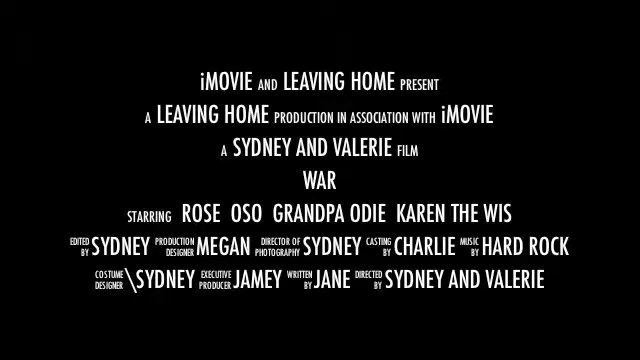 iMOVIE AND LEAVING HOME PRESENT
A LEAVING HOME PRODUCTION IN ASSOCIATION WITH iMOVIE
A SYDNEY AND VALERIE FILM
WAR
STARRING ROSE OSO GRANDPA ODIE KAREN THE WIS
EDITED BY SYDNEY PRODUCTION DESIGNER MEGAN DIRECTOR OF PHOTOGRAPHY SYDNEY CASTING BY CHARLIE MUSIC BY HARD ROCK
COSTUME DESIGNER \SYDNEY EXECUTIVE PRODUCER JAMEY WRITTEN BY JANE DIRECTED BY SYDNEY AND VALERIE